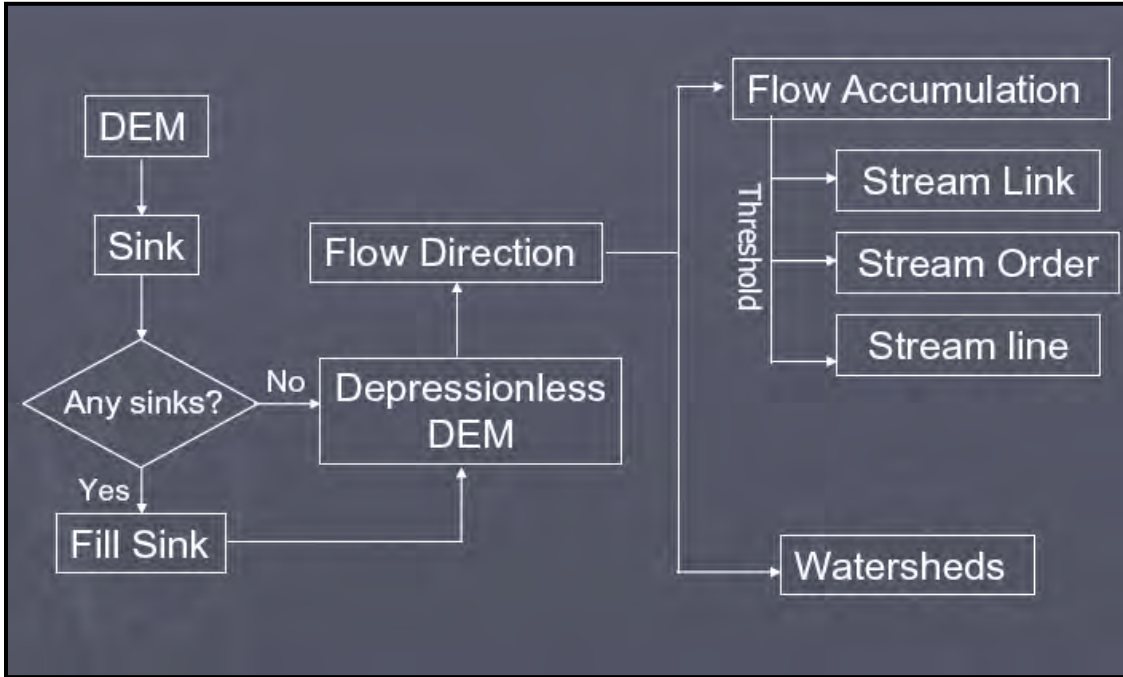 DEM
Sink
Any sinks?
No
Yes
Fill Sink
Depressionless
DEM
Flow Direction
Flow Accumulation
Threshold
Stream Link
Stream Order
Stream line
Watersheds